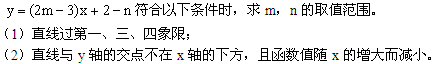 y=(2m-3)x+2-n 符合以下条件时，求 m，n 的取值范围。
（1）直线过第一、三、四象限；
（2）直线与 y 轴的交点不在 x 轴的下方，且函数值随 x 的增大而减小。